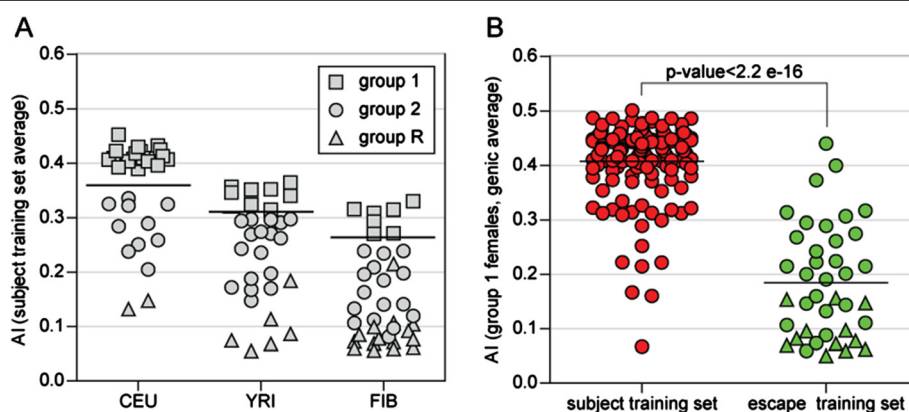 A
AI (subject training set average)
0.6
0.5
0.4
0.3
0.2
0.1
0.0
group 1
group 2
group R
CEU YRI FIB
B
AI (group 1 females, genic average)
0.6
0.5
0.4
0.3
0.2
0.1
0.0
p-value<2.2 e-16
subject training set escape training set